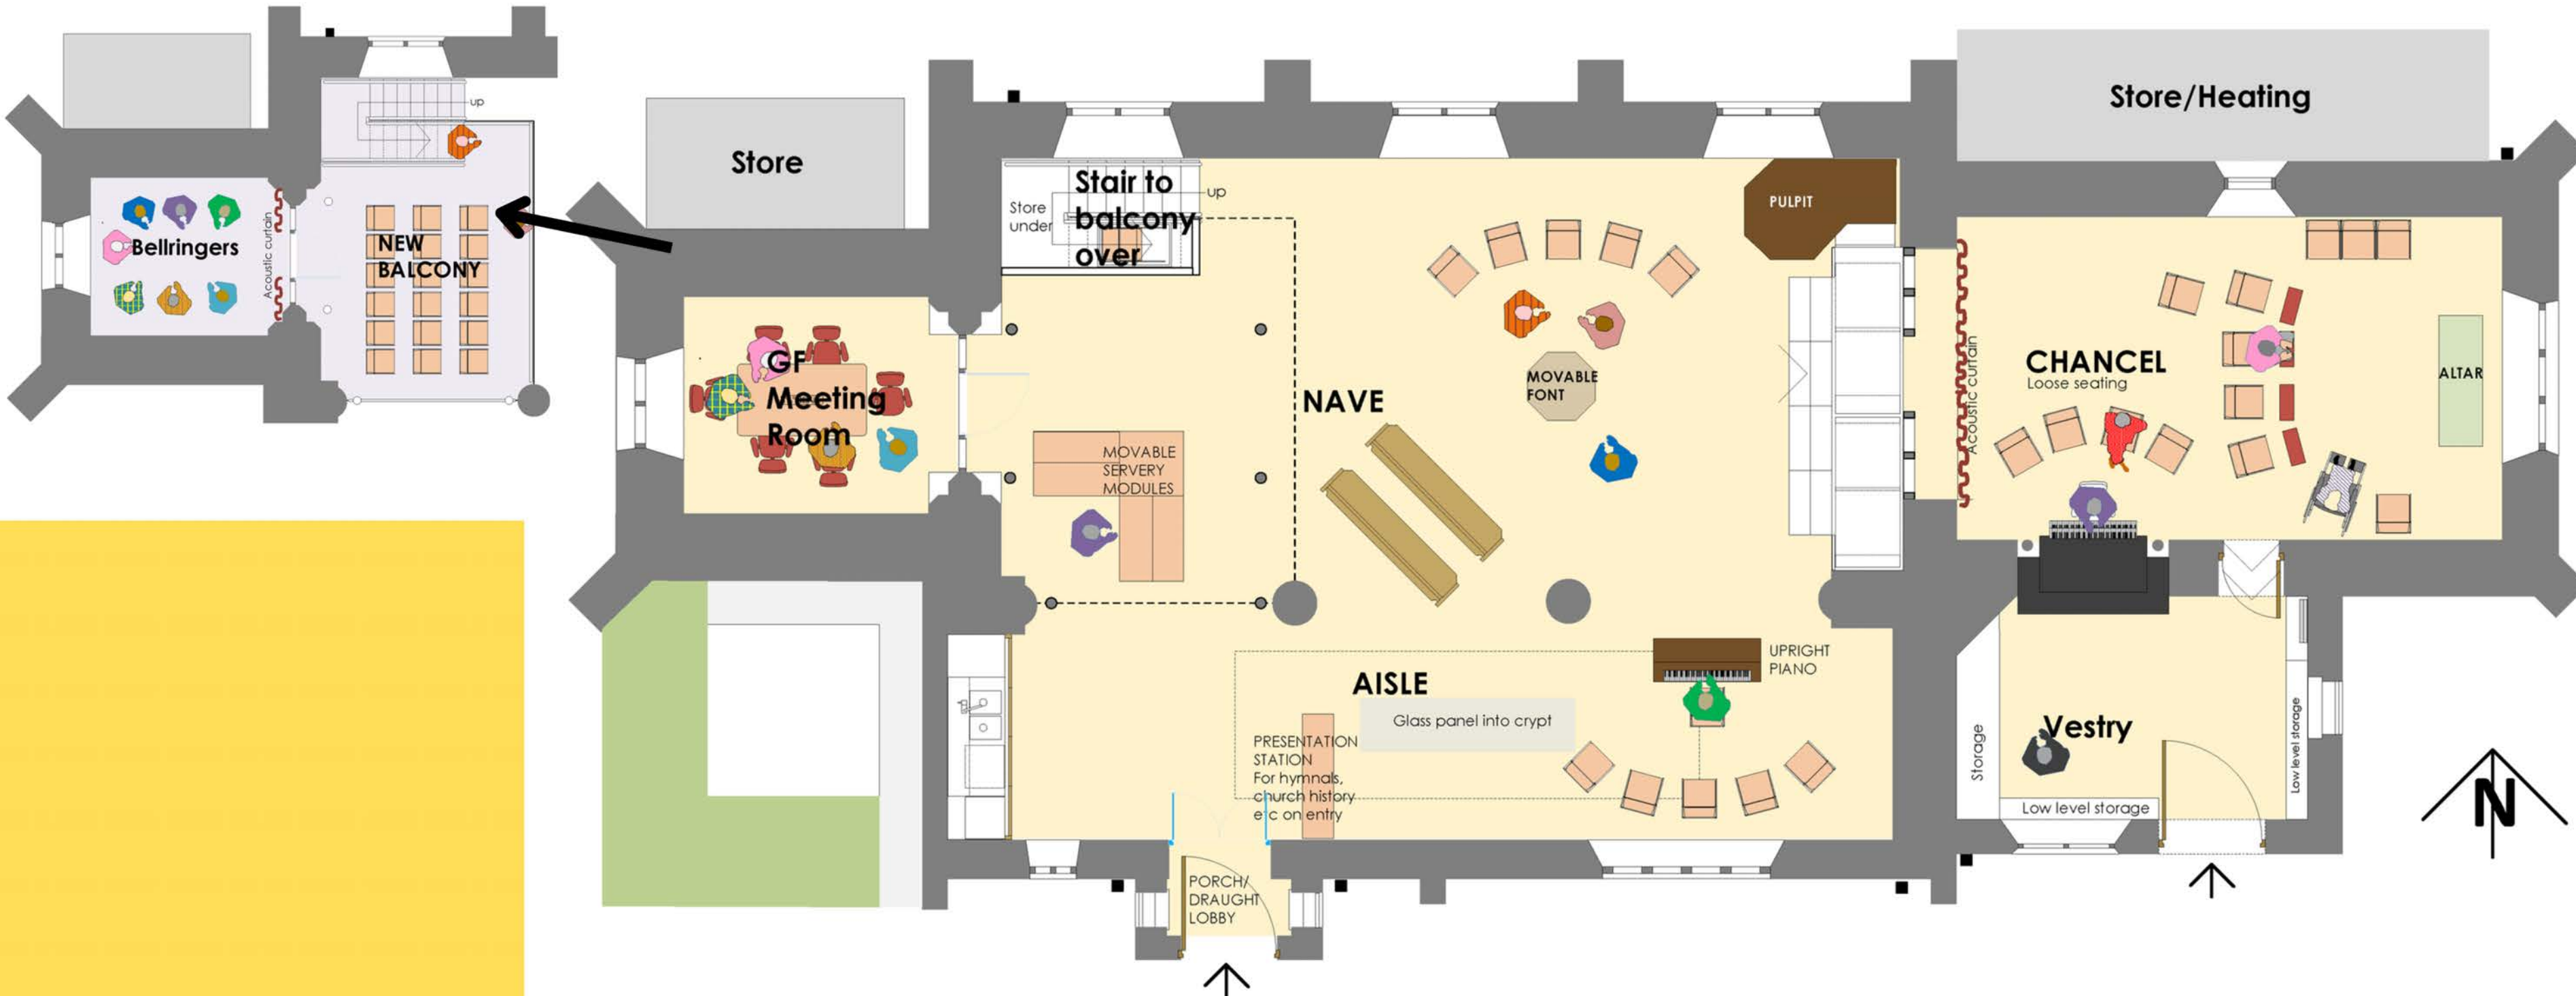 up
Bellringers
Acoustic curtain
NEW
BALCONY
Store
Store
under
Stair to
balcony
over
up
GF
Meeting
Room
MOVABLE
SERVERY
MODULES
NAVE
MOVABLE
FONT
PULPIT
Store/Heating
Acoustic curtain
CHANCEL
Loose seating
ALTAR
AISLE
Glass panel into crypt
UPRIGHT
PIANO
PRESENTATION
STATION
For hymnals,
church history
etc on entry
PORCH/
DRAUGHT
LOBBY
Storage
Vestry
Low level storage
Low level storage
N